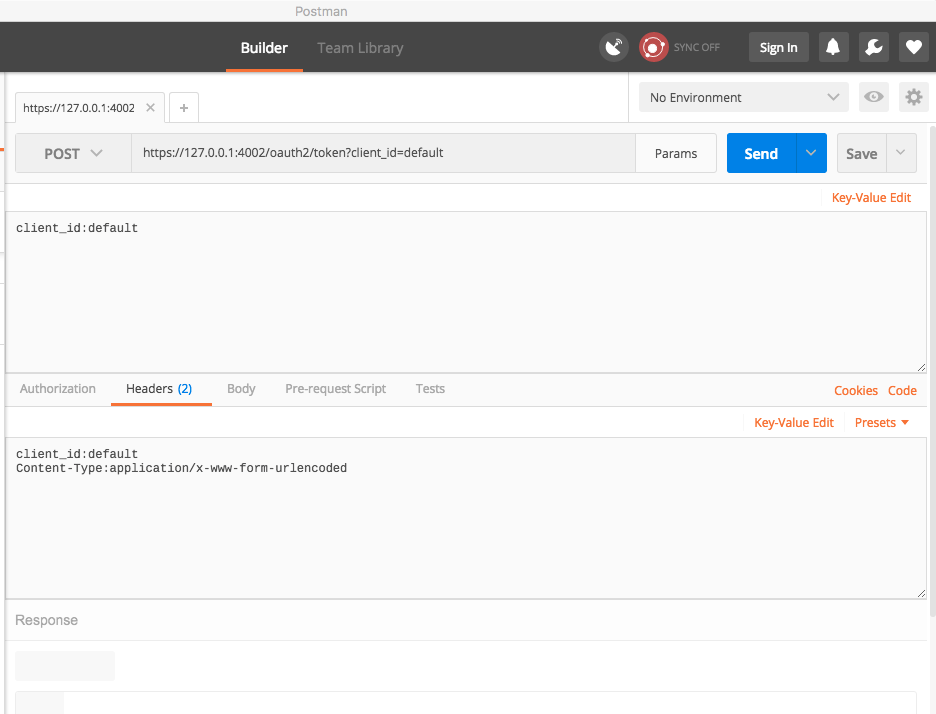 Postman
Builder Team Library SYNC OFF Sign In
https://127.0.0.1:4002 No Environment
POST https://127.0.0.1:4002/oauth2/token?client_id=default Params Send Save
Key-Value Edit
client_id:default
Authorization Headers (2) Body Pre-request Script Tests Cookies Code
Key-Value Edit Presets
client_id:default
Content-Type:application/x-www-form-urlencoded
Response